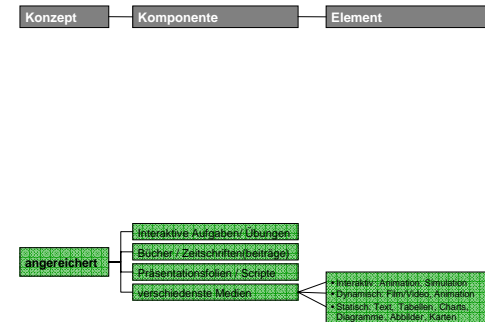 Konzept
Komponente
Element
angereichert
Interaktive Aufgaben/ Übungen
Bücher / Zeitschriften(beiträge)
Präsentationsfolien / Scripte
verschiedenste Medien
• Interaktiv: Animation, Simulation
• Dynamisch: Film/Video, Animation
• Statisch: Text, Tabellen, Charts,
Diagramme, Abbilder, Karten